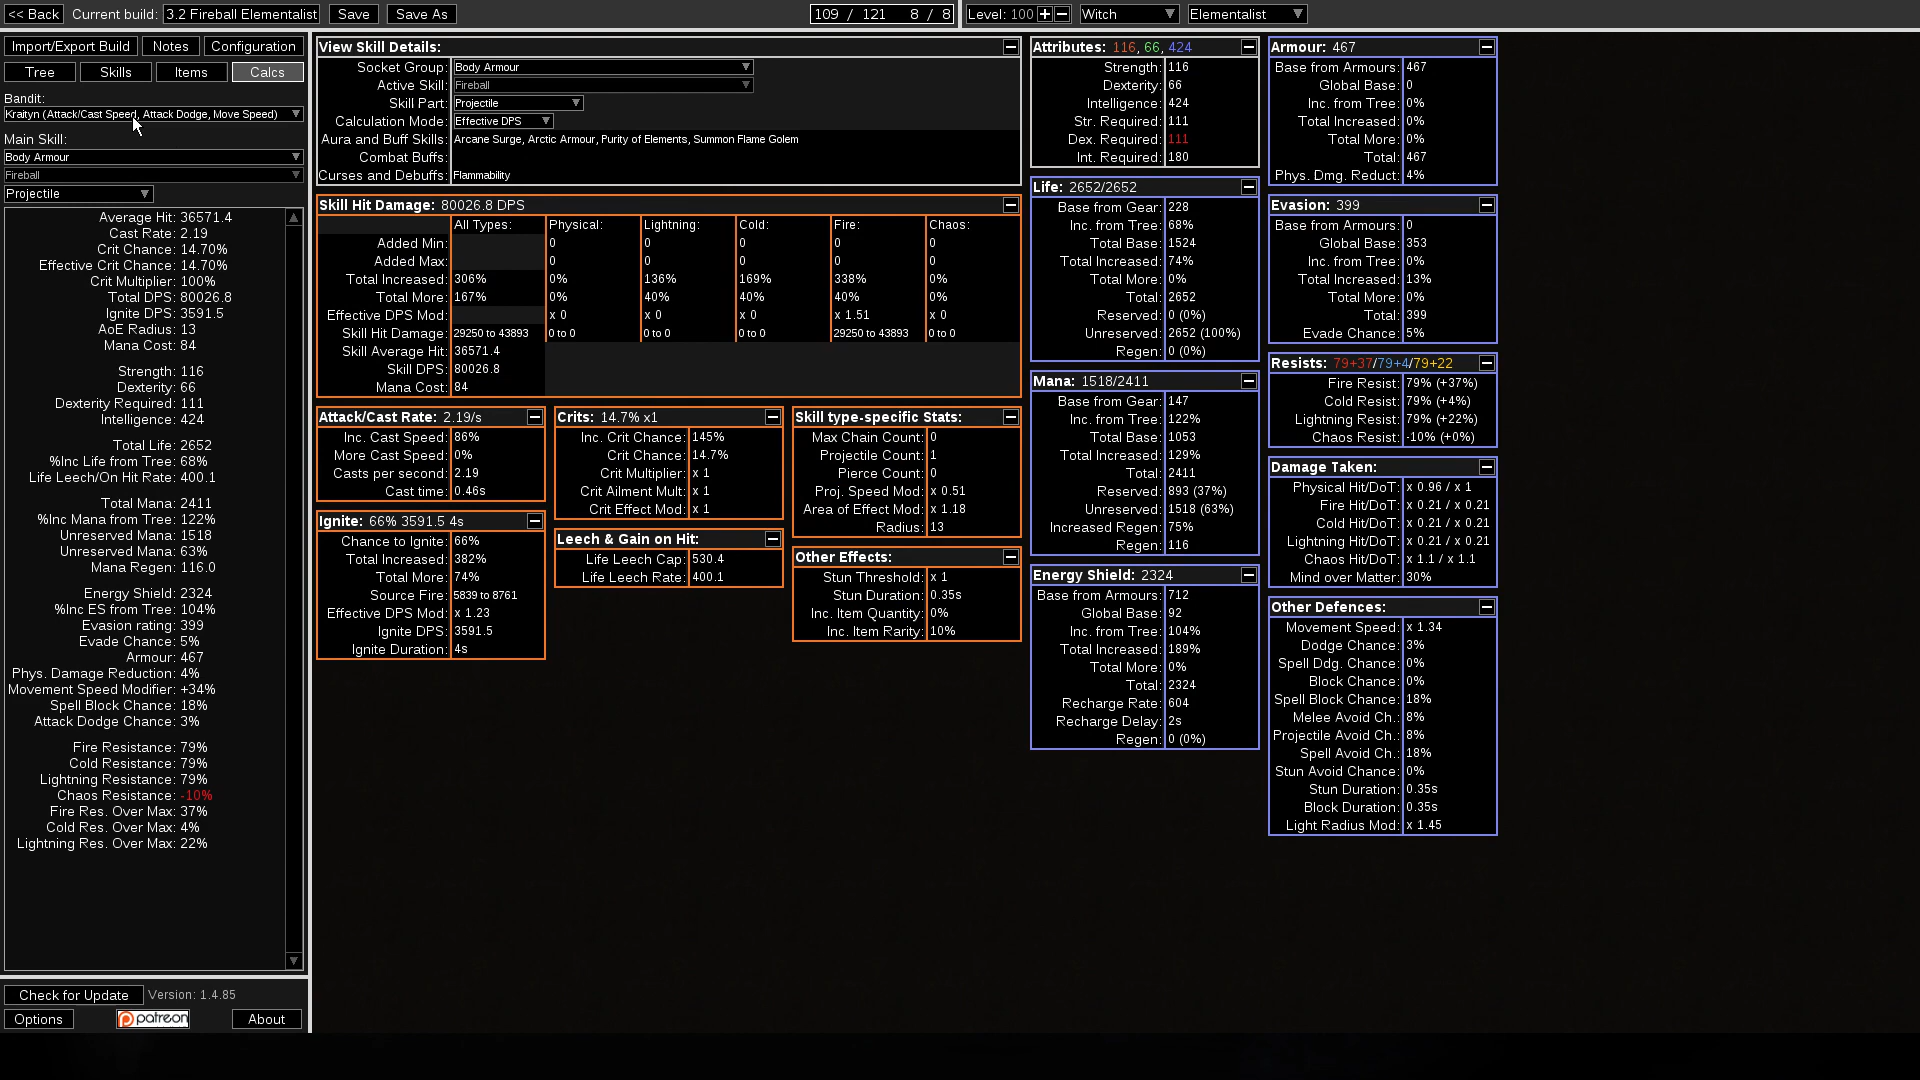 << Back Current build: 3.2 Fireball Elementalist Save Save As 109 / 121 8 / 8 Level: 100 Witch Elementalist
Import/Export Build Notes Configuration
Tree Skills Items Calcs
Bandit:
Kraityn (Attack/Cast Speed, Attack Dodge, Move Speed)
Main Skill:
Body Armour
Fireball
Projectile
Average Hit: 36571.4
Cast Rate: 2.19
Crit Chance: 14.70%
Effective Crit Chance: 14.70%
Crit Multiplier: 100%
Total DPS: 80026.8
Ignite DPS: 3591.5
AoE Radius: 13
Mana Cost: 84
Strength: 116
Dexterity: 66
Dexterity Required: 111
Intelligence: 424
Total Life: 2652
%Inc Life from Tree: 68%
Life Leech/On Hit Rate: 400.1
Total Mana: 2411
%Inc Mana from Tree: 122%
Unreserved Mana: 1518
Unreserved Mana: 63%
Mana Regen: 116.0
Energy Shield: 2324
%Inc ES from Tree: 104%
Evasion rating: 399
Evade Chance: 5%
Armour: 467
Phys. Damage Reduction: 4%
Movement Speed Modifier: +34%
Spell Block Chance: 18%
Attack Dodge Chance: 3%
Fire Resistance: 79%
Cold Resistance: 79%
Lightning Resistance: 79%
Chaos Resistance: -10%
Fire Res. Over Max: 37%
Cold Res. Over Max: 4%
Lightning Res. Over Max: 22%
Check for Update Version: 1.4.85
Options patreon About
View Skill Details:
Socket Group: Body Armour
Active Skill: Fireball
Skill Part: Projectile
Calculation Mode: Effective DPS
Aura and Buff Skills: Arcane Surge, Arctic Armour, Purity of Elements, Summon Flame Golem
Combat Buffs:
Curses and Debuffs: Flammability
Skill Hit Damage: 80026.8 DPS
All Types: Physical: Lightning: Cold: Fire: Chaos:
Added Min: 0 0 0 0 0
Added Max: 0 0 0 0 0
Total Increased: 306% 0% 136% 169% 338% 0%
Total More: 167% 0% 40% 40% 40% 0%
Effective DPS Mod: x 0 x 0 x 0 x 1.51 x 0
Skill Hit Damage: 29250 to 43893 0 to 0 0 to 0 0 to 0 29250 to 43893 0 to 0
Skill Average Hit: 36571.4
Skill DPS: 80026.8
Mana Cost: 84
Attack/Cast Rate: 2.19/s
Inc. Cast Speed: 86%
More Cast Speed: 0%
Casts per second: 2.19
Cast time: 0.46s
Ignite: 66% 3591.5 4s
Chance to Ignite: 66%
Total Increased: 382%
Total More: 74%
Source Fire: 5839 to 8761
Effective DPS Mod: x 1.23
Ignite DPS: 3591.5
Ignite Duration: 4s
Crits: 14.7% x1
Inc. Crit Chance: 145%
Crit Chance: 14.7%
Crit Multiplier: x 1
Crit Ailment Mult: x 1
Crit Effect Mod: x 1
Leech & Gain on Hit:
Life Leech Cap: 530.4
Life Leech Rate: 400.1
Skill type-specific Stats:
Max Chain Count: 0
Projectile Count: 1
Pierce Count: 0
Proj. Speed Mod: x 0.51
Area of Effect Mod: x 1.18
Radius: 13
Other Effects:
Stun Threshold: x 1
Stun Duration: 0.35s
Inc. Item Quantity: 0%
Inc. Item Rarity: 10%
Attributes: 116, 66, 424
Strength: 116
Dexterity: 66
Intelligence: 424
Str. Required: 111
Dex. Required: 111
Int. Required: 180
Life: 2652/2652
Base from Gear: 228
Inc. from Tree: 68%
Total Base: 1524
Total Increased: 74%
Total More: 0%
Total: 2652
Reserved: 0 (0%)
Unreserved: 2652 (100%)
Regen: 0 (0%)
Mana: 1518/2411
Base from Gear: 147
Inc. from Tree: 122%
Total Base: 1053
Total Increased: 129%
Total: 2411
Reserved: 893 (37%)
Unreserved: 1518 (63%)
Increased Regen: 75%
Regen: 116
Energy Shield: 2324
Base from Armours: 712
Global Base: 92
Inc. from Tree: 104%
Total Increased: 189%
Total More: 0%
Total: 2324
Recharge Rate: 604
Recharge Delay: 2s
Regen: 0 (0%)
Armour: 467
Base from Armours: 467
Global Base: 0
Inc. from Tree: 0%
Total Increased: 0%
Total More: 0%
Total: 467
Phys. Dmg. Reduct: 4%
Evasion: 399
Base from Armours: 0
Global Base: 353
Inc. from Tree: 0%
Total Increased: 13%
Total More: 0%
Total: 399
Evade Chance: 5%
Resists: 79+37/79+4/79+22
Fire Resist: 79% (+37%)
Cold Resist: 79% (+4%)
Lightning Resist: 79% (+22%)
Chaos Resist: -10% (+0%)
Damage Taken:
Physical Hit/DoT: x 0.96 / x 1
Fire Hit/DoT: x 0.21 / x 0.21
Cold Hit/DoT: x 0.21 / x 0.21
Lightning Hit/DoT: x 0.21 / x 0.21
Chaos Hit/DoT: x 1.1 / x 1.1
Mind over Matter: 30%
Other Defences:
Movement Speed: x 1.34
Dodge Chance: 3%
Spell Ddg. Chance: 0%
Block Chance: 0%
Spell Block Chance: 18%
Melee Avoid Ch.: 8%
Projectile Avoid Ch.: 8%
Spell Avoid Ch.: 18%
Stun Avoid Chance: 0%
Stun Duration: 0.35s
Block Duration: 0.35s
Light Radius Mod: x 1.45